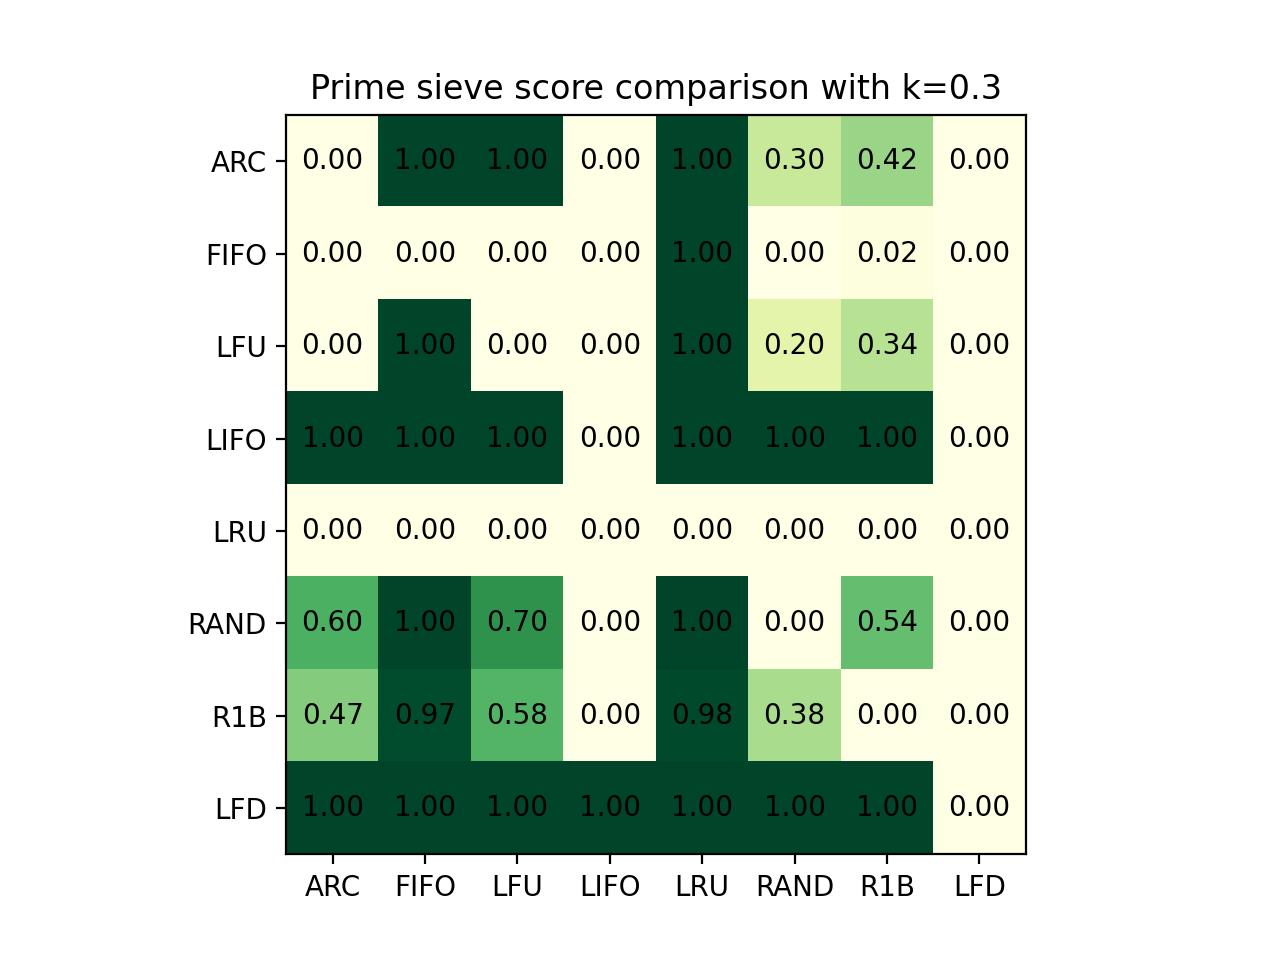 Prime sieve score comparison with k=0.3
ARC 0.00 1.00 1.00 0.00 1.00 0.30 0.42 0.00
FIFO 0.00 0.00 0.00 0.00 1.00 0.00 0.02 0.00
LFU 0.00 1.00 0.00 0.00 1.00 0.20 0.34 0.00
LIFO 1.00 1.00 1.00 0.00 1.00 1.00 1.00 0.00
LRU 0.00 0.00 0.00 0.00 0.00 0.00 0.00 0.00
RAND 0.60 1.00 0.70 0.00 1.00 0.00 0.54 0.00
R1B 0.47 0.97 0.58 0.00 0.98 0.38 0.00 0.00
LFD 1.00 1.00 1.00 1.00 1.00 1.00 1.00 0.00
ARC FIFO LFU LIFO LRU RAND R1B LFD